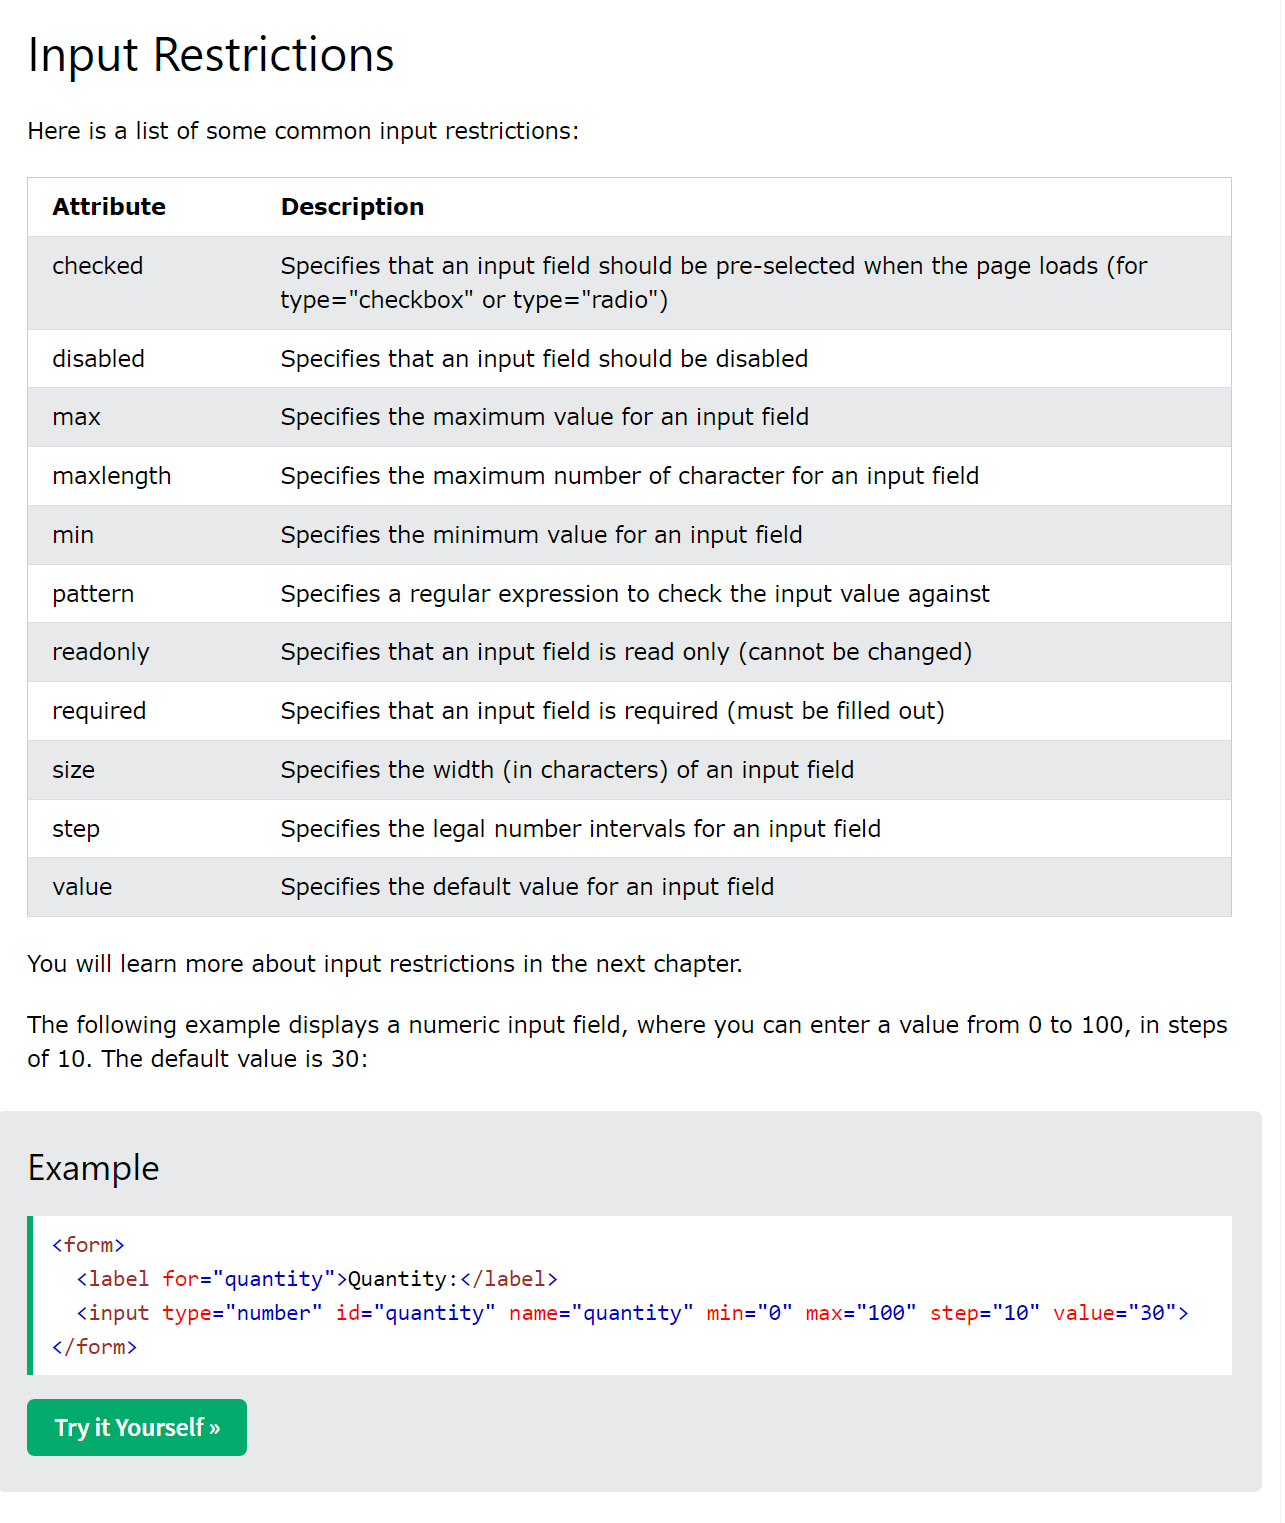 Input Restrictions
Here is a list of some common input restrictions:
Attribute Description
checked Specifies that an input field should be pre-selected when the page loads (for
type="checkbox" or type="radio")
disabled Specifies that an input field should be disabled
max Specifies the maximum value for an input field
maxlength Specifies the maximum number of character for an input field
min Specifies the minimum value for an input field
pattern Specifies a regular expression to check the input value against
readonly Specifies that an input field is read only (cannot be changed)
required Specifies that an input field is required (must be filled out)
size Specifies the width (in characters) of an input field
step Specifies the legal number intervals for an input field
value Specifies the default value for an input field
You will learn more about input restrictions in the next chapter.
The following example displays a numeric input field, where you can enter a value from 0 to 100, in steps
of 10. The default value is 30:
Example
<form>
  <label for="quantity">Quantity:</label>
  <input type="number" id="quantity" name="quantity" min="0" max="100" step="10" value="30">
</form>
Try it Yourself »